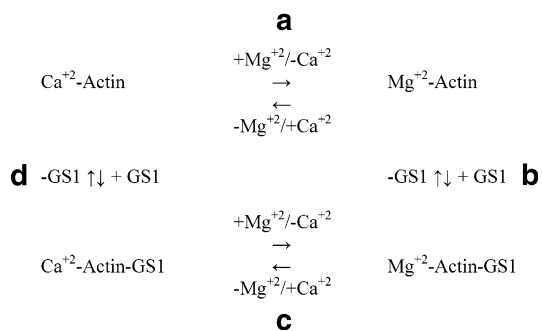 a
+Mg⁺²/-Ca⁺²
Ca⁺²-Actin → Mg⁺²-Actin
←
-Mg⁺²/+Ca⁺²
d -GS1 ↑↓ + GS1 -GS1 ↑↓ + GS1 b
+Mg⁺²/-Ca⁺²
→
Ca⁺²-Actin-GS1 ← Mg⁺²-Actin-GS1
-Mg⁺²/+Ca⁺²
c